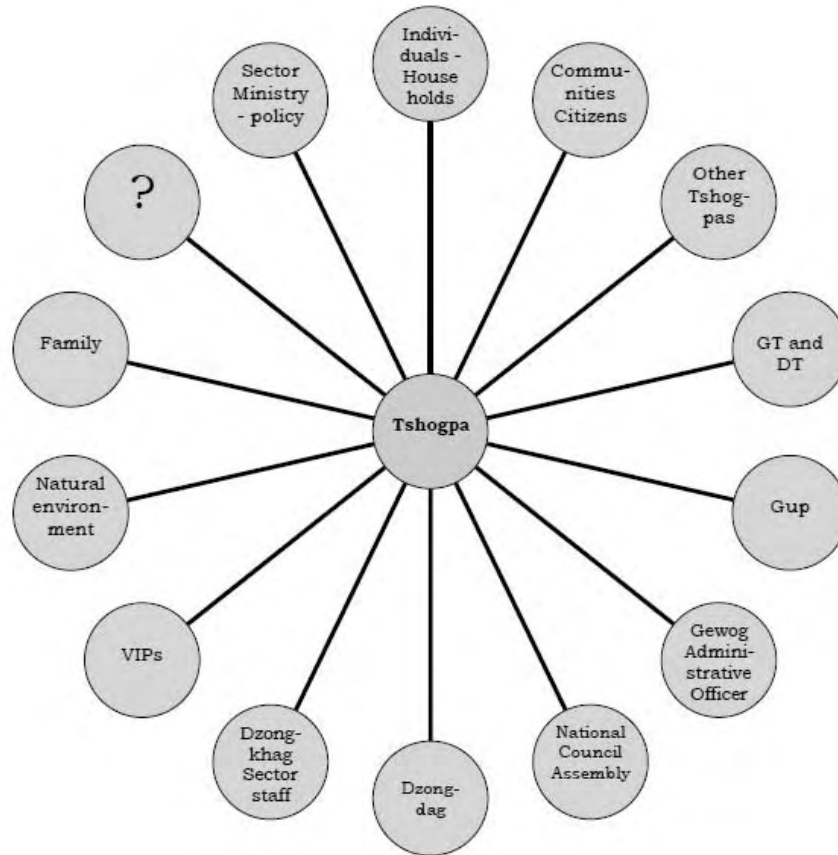 Indivi-
duals -
House
holds
Commu-
nities
Citizens
Other
Tshog-
pas
GT and
DT
Gup
Gewog
Admini-
strative
Officer
National
Council
Assembly
Dzong-
dag
Dzong-
khag
Sector
staff
VIPs
Natural
environ-
ment
Family
?
Sector
Ministry
- policy
Tshogpa